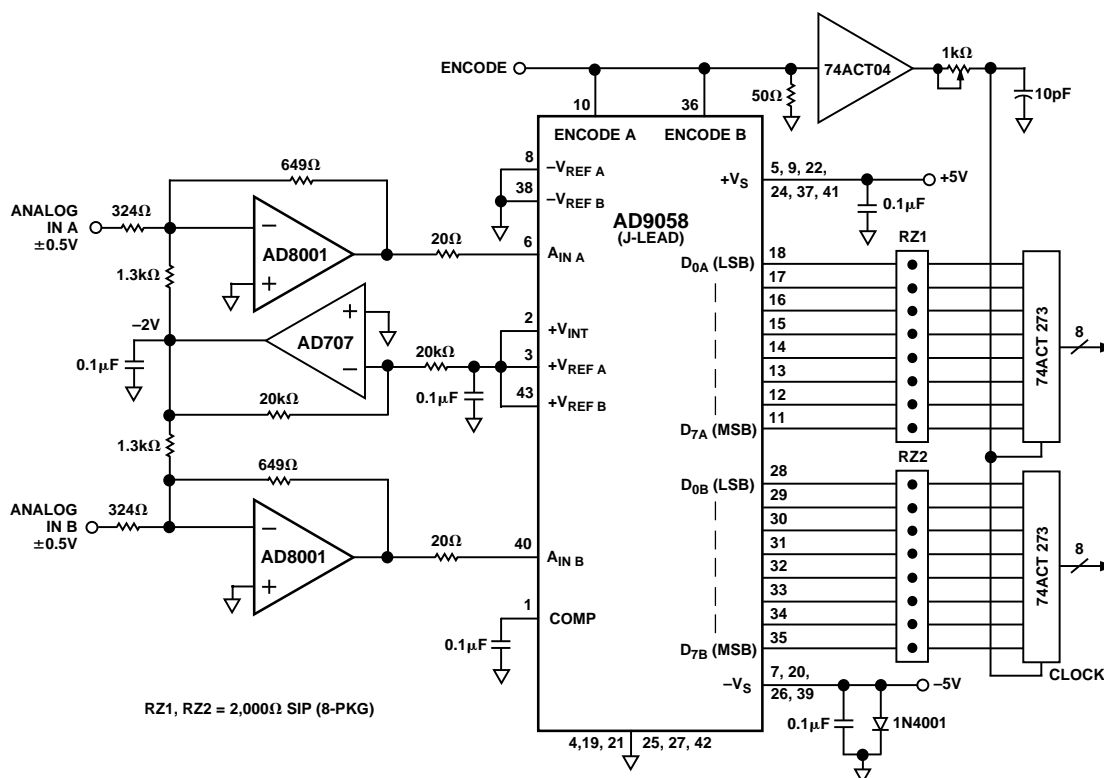 ENCODE
74ACT04
1kΩ
10pF
50Ω
10
36
ENCODE A
ENCODE B
8
–VREF A
38
–VREF B
+VS
5, 9, 22,
24, 37, 41
+5V
0.1µF
649Ω
ANALOG
IN A
±0.5V
324Ω
AD8001
–
+
20Ω
6
AIN A
AD9058
(J-LEAD)
1.3kΩ
–2V
0.1µF
AD707
+
–
20kΩ
0.1µF
2
+VINT
3
+VREF A
43
+VREF B
20kΩ
1.3kΩ
RZ1
D0A (LSB)
18
17
16
15
14
13
12
D7A (MSB)
11
74ACT 273
8
RZ2
649Ω
ANALOG
IN B
±0.5V
324Ω
AD8001
–
+
20Ω
40
AIN B
1
COMP
0.1µF
D0B (LSB)
28
29
30
31
32
33
34
D7B (MSB)
35
74ACT 273
8
CLOCK
–VS
7, 20,
26, 39
–5V
0.1µF
1N4001
RZ1, RZ2 = 2,000Ω SIP (8-PKG)
4,19, 21
25, 27, 42